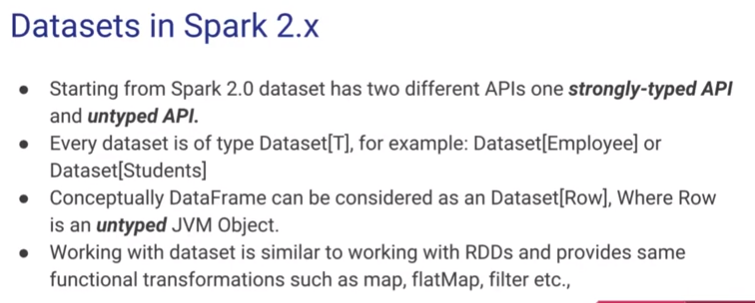 Datasets in Spark 2.x
● Starting from Spark 2.0 dataset has two different APIs one strongly-typed API
and untyped API.
● Every dataset is of type Dataset[T], for example: Dataset[Employee] or
Dataset[Students]
● Conceptually DataFrame can be considered as an Dataset[Row], Where Row
is an untyped JVM Object.
● Working with dataset is similar to working with RDDs and provides same
functional transformations such as map, flatMap, filter etc.,